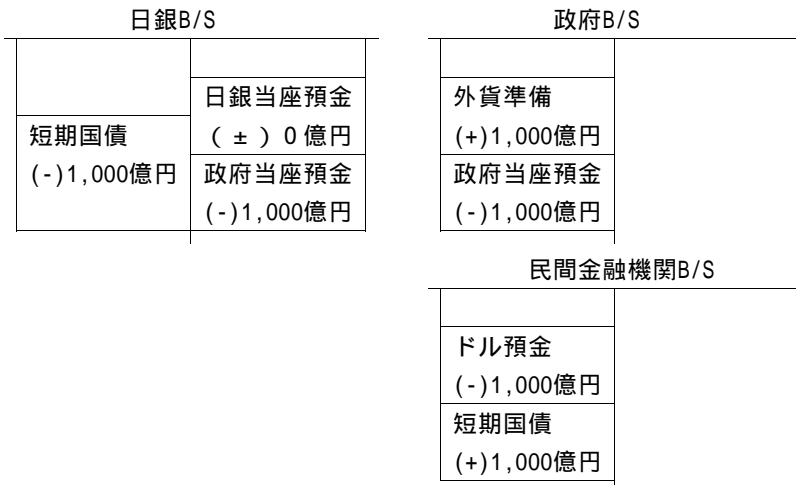 日銀B/S
日銀当座預金
短期国債
(±)0億円
(-)1,000億円
政府当座預金
(-)1,000億円
政府B/S
外貨準備
(+)1,000億円
政府当座預金
(-)1,000億円
民間金融機関B/S
ドル預金
(-)1,000億円
短期国債
(+)1,000億円